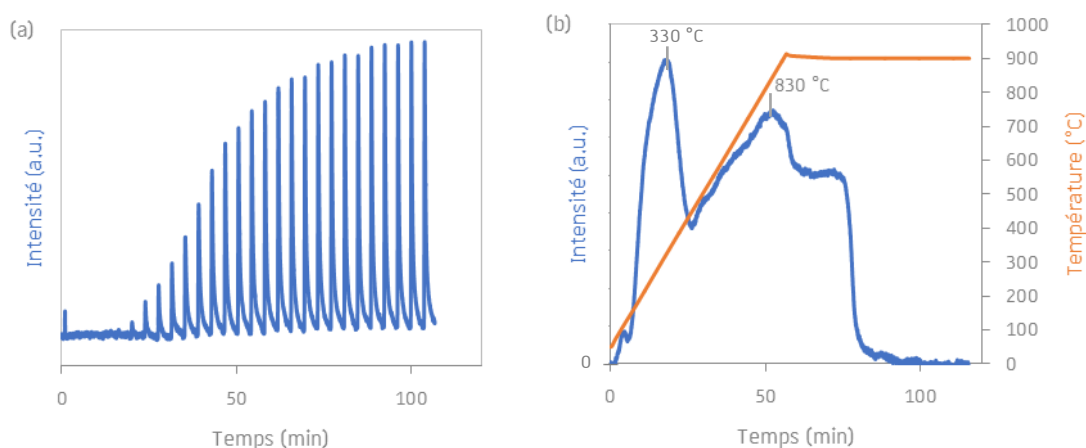 (a)
Intensité (a.u.)
0
50
100
Temps (min)
(b)
330 °C
830 °C
Intensité (a.u.)
0
1000
900
800
700
600
500
400
300
200
100
0
Température (°C)
0
50
100
Temps (min)